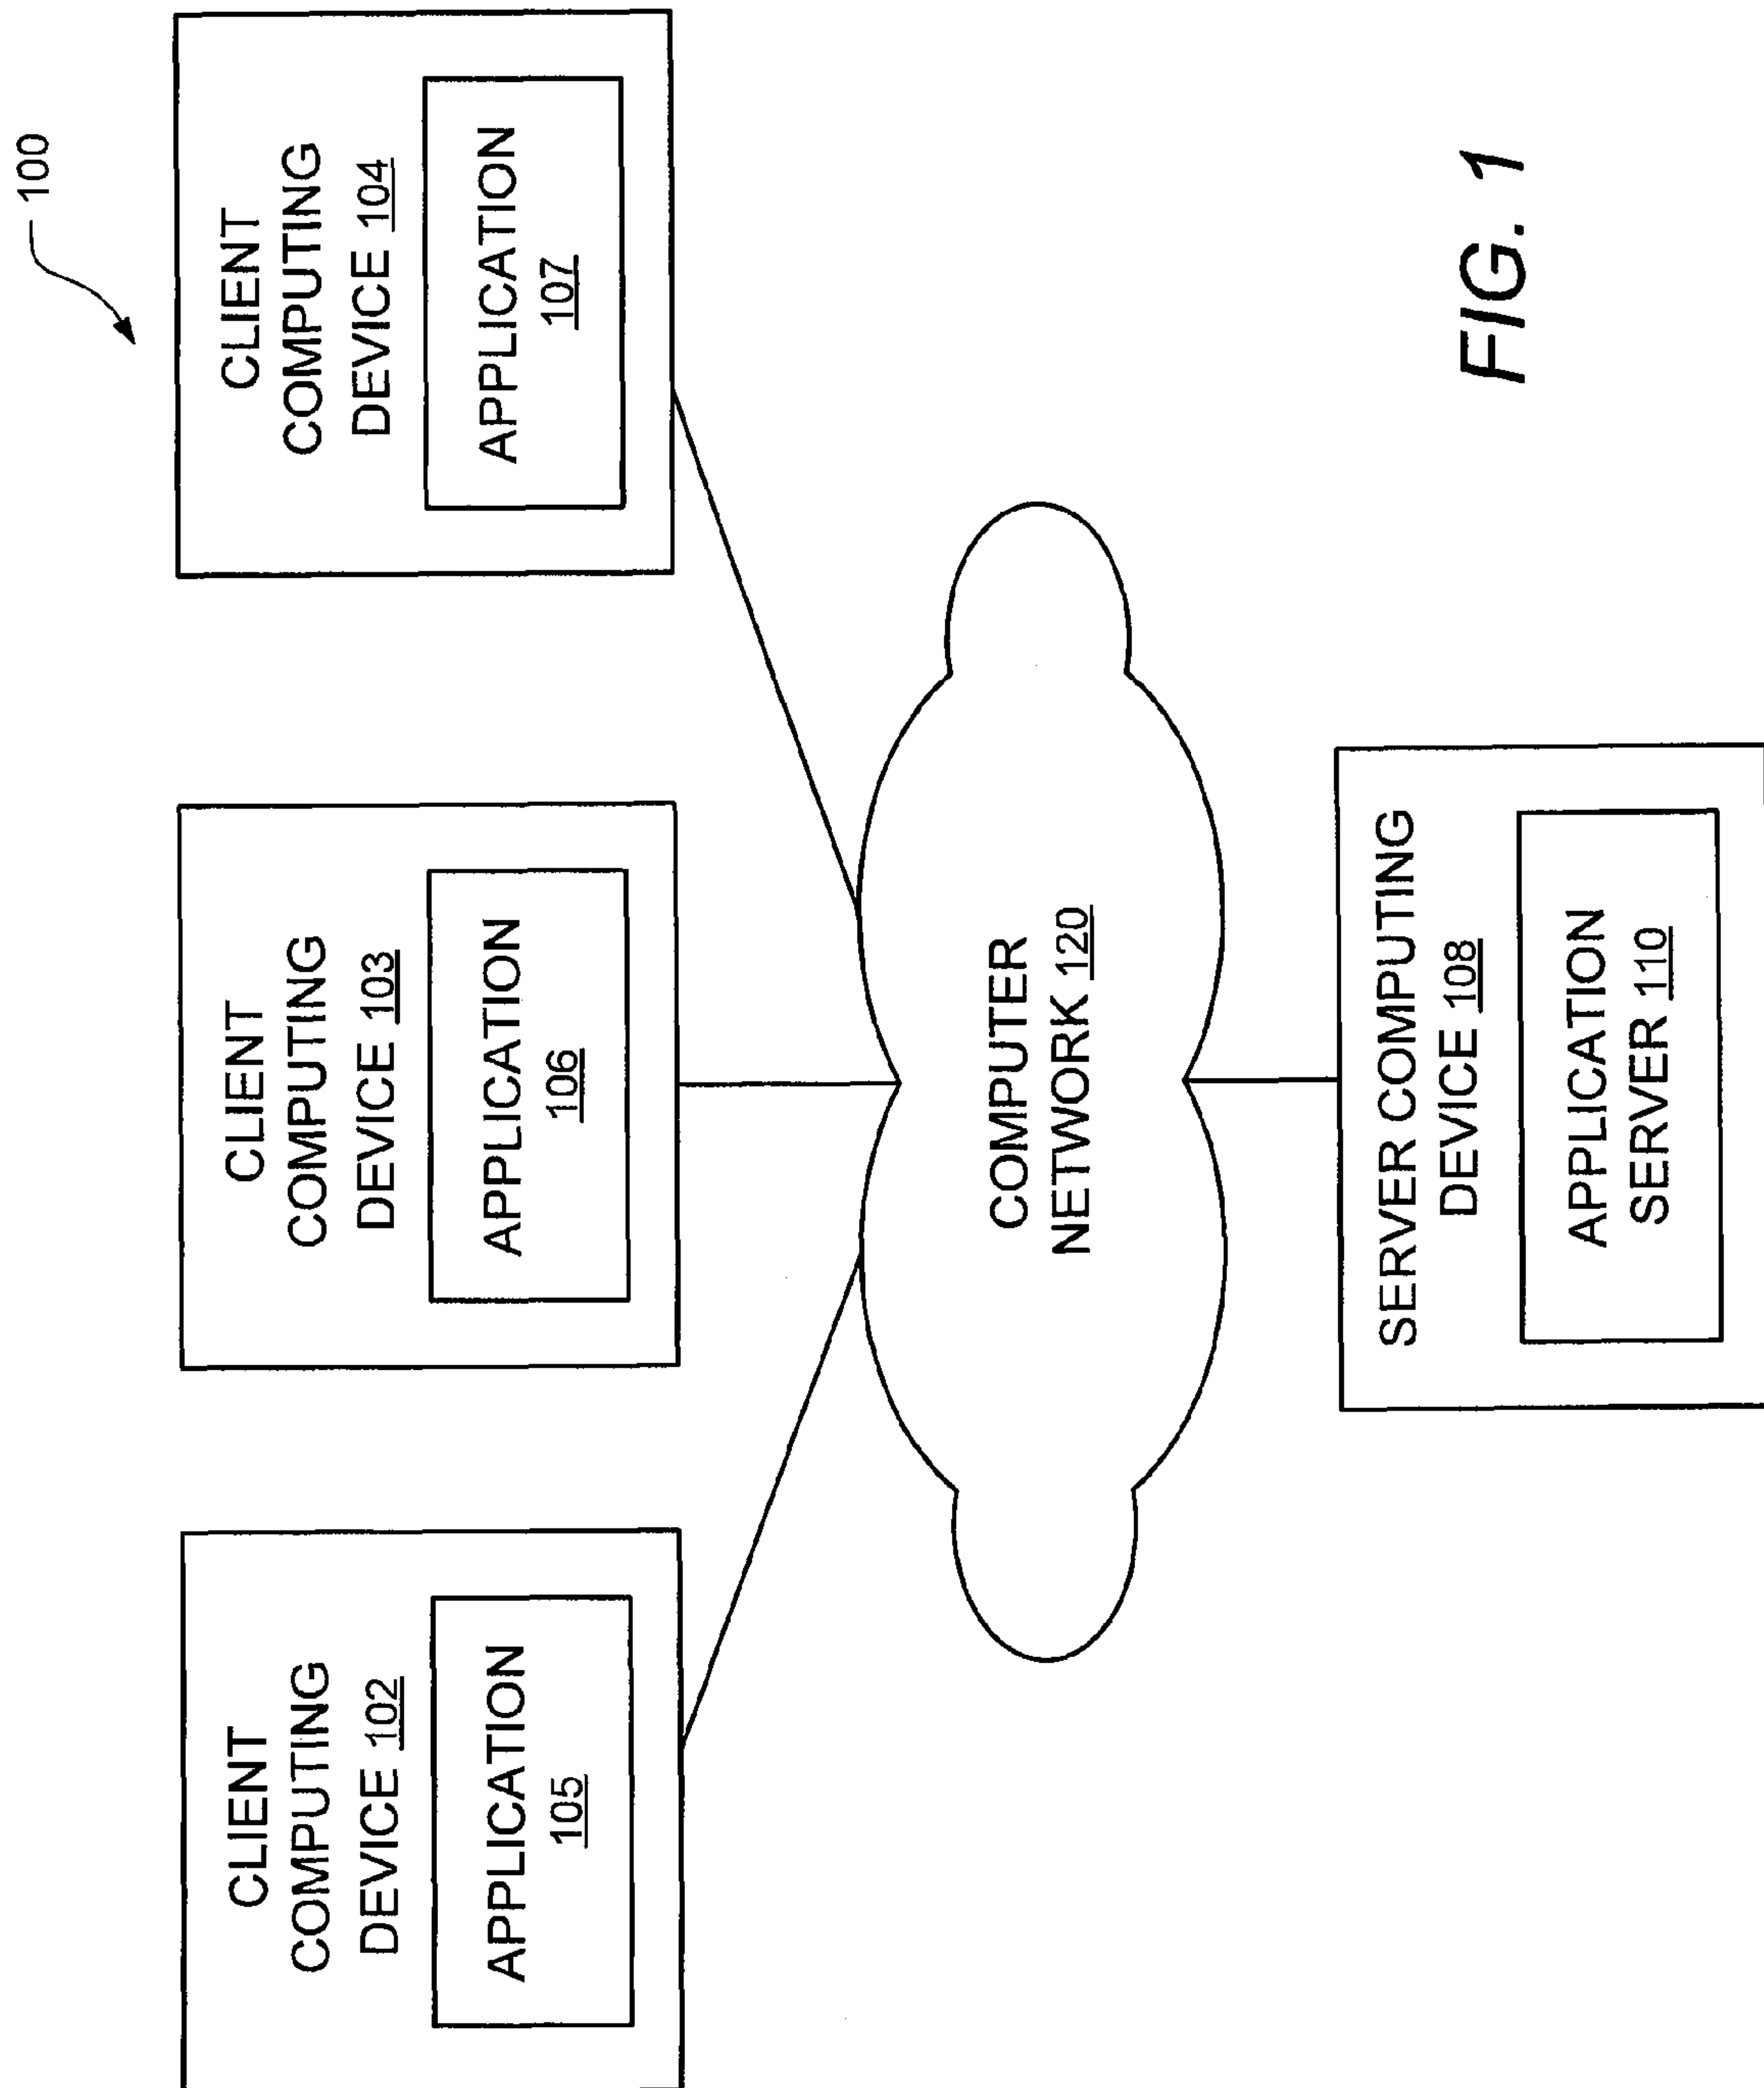 100
CLIENT
COMPUTING
DEVICE 102
APPLICATION
105
CLIENT
COMPUTING
DEVICE 103
APPLICATION
106
CLIENT
COMPUTING
DEVICE 104
APPLICATION
107
COMPUTER
NETWORK 120
SERVER COMPUTING
DEVICE 108
APPLICATION
SERVER 110
FIG. 1